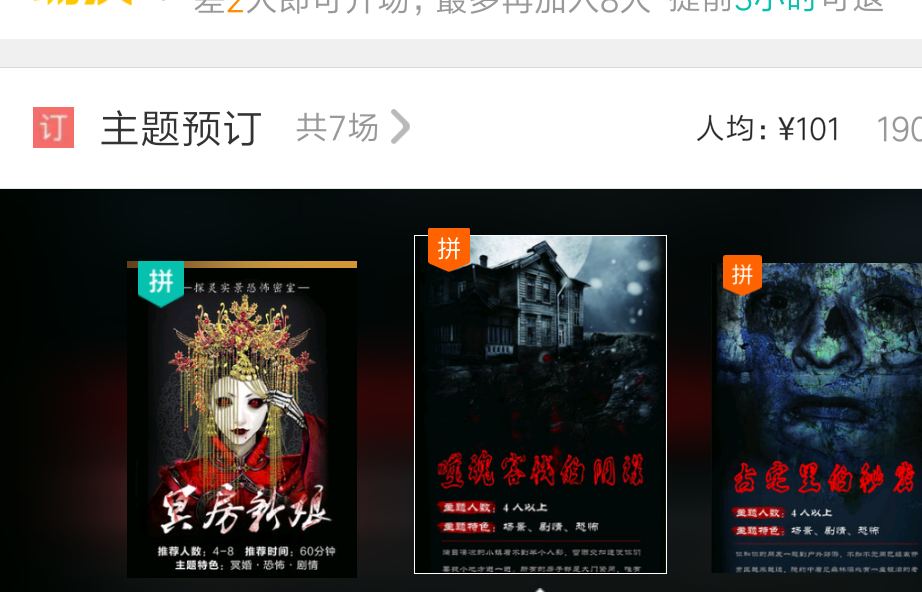 差2人即可开场，最多再加入8人 提前3小时可退
订
主题预订
共7场
人均：¥101
190
拼
—探灵实景恐怖密室—
冥房新娘
推荐人数：4-8 推荐时间：60分钟
主题特色：冥婚·恐怖·剧情
拼
噬魂客栈的阴谋
主题人数：4人以上
主题特色：场景、剧情、恐怖
拼
古宅里的秘密
主题人数：4人以上
主题特色：场景、剧情、恐怖